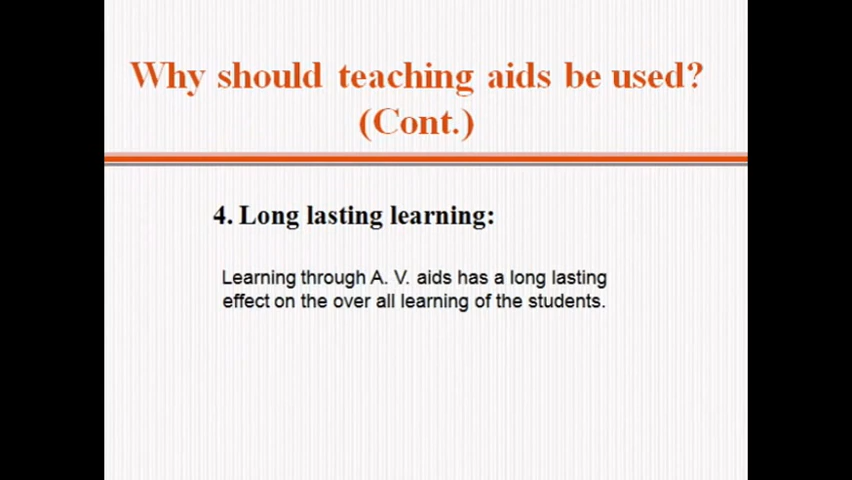 Why should teaching aids be used?
(Cont.)
4. Long lasting learning:
Learning through A. V. aids has a long lasting
effect on the over all learning of the students.